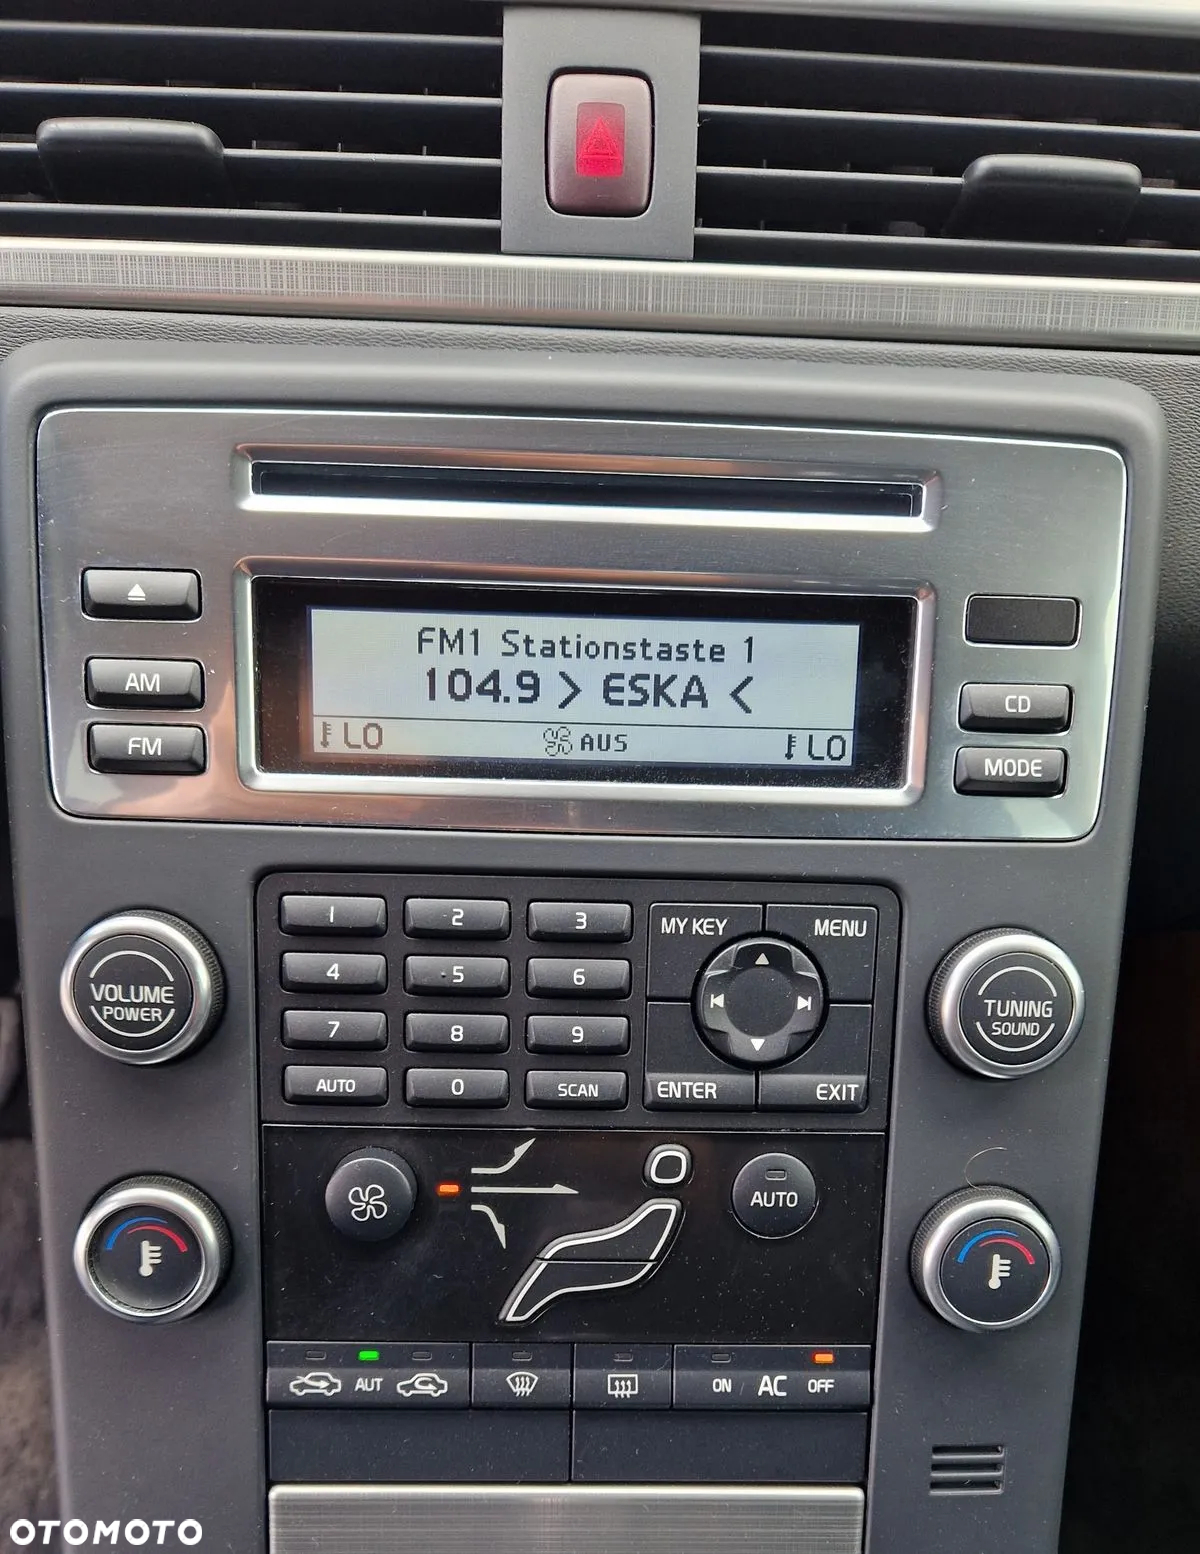 FM1 Stationstaste 1
104.9 > ESKA <
LO AUS LO
AM
FM
CD
MODE
1 2 3
4 5 6
7 8 9
AUTO 0 SCAN
MY KEY MENU
ENTER EXIT
VOLUME
POWER
TUNING
SOUND
AUTO
AUT
ON / AC OFF
OTOMOTO